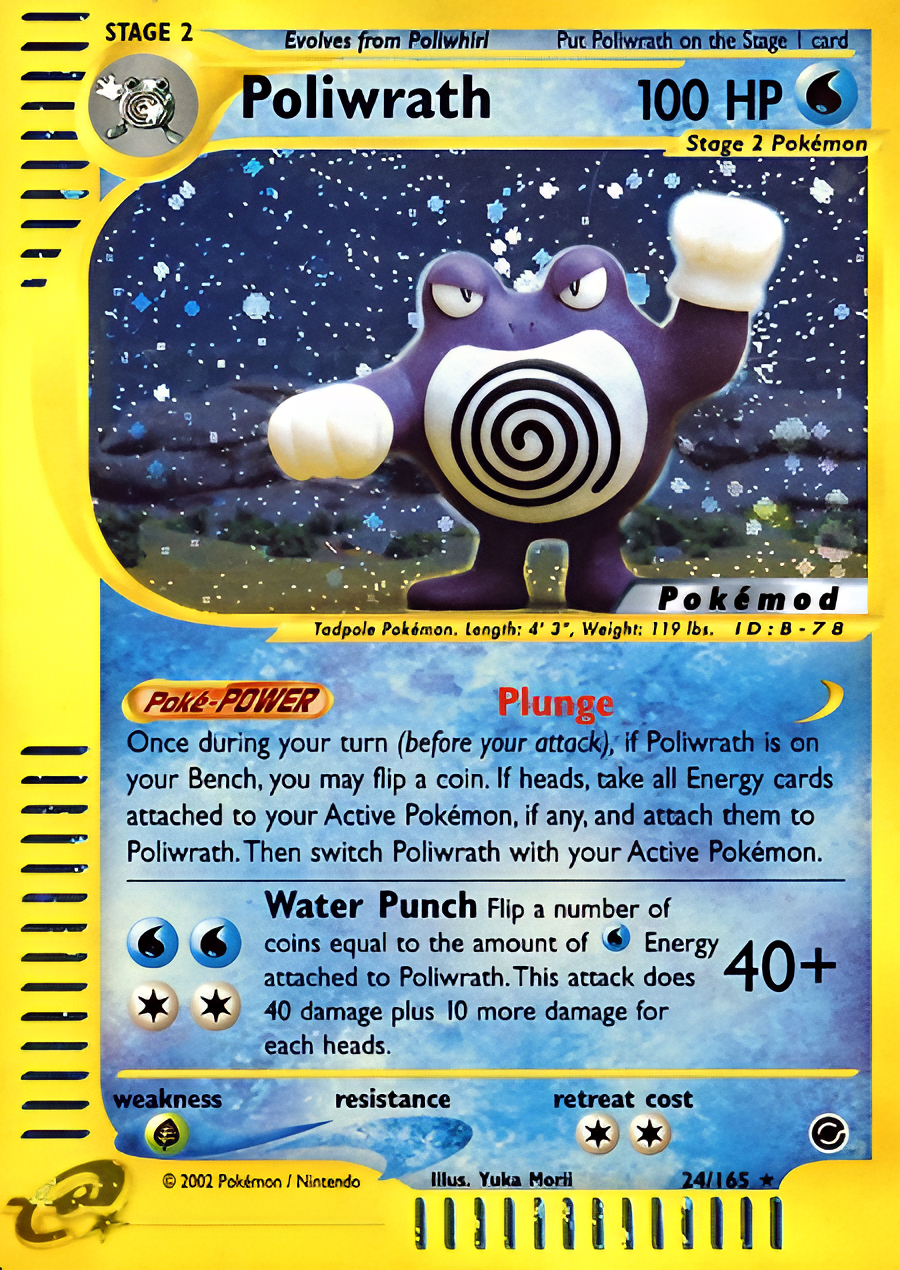 STAGE 2
Evolves from Poliwhirl
Put Poliwrath on the Stage 1 card
Poliwrath
100 HP
Stage 2 Pokémon
Pokémod
Tadpole Pokémon. Length: 4' 3", Weight: 119 lbs. ID:B-78
Poké-POWER Plunge
Once during your turn (before your attack), if Poliwrath is on
your Bench, you may flip a coin. If heads, take all Energy cards
attached to your Active Pokémon, if any, and attach them to
Poliwrath. Then switch Poliwrath with your Active Pokémon.
Water Punch Flip a number of
coins equal to the amount of Energy
attached to Poliwrath. This attack does
40 damage plus 10 more damage for
each heads.
40+
weakness
resistance
retreat cost
© 2002 Pokémon / Nintendo
Illus. Yuka Morii
24/165 ★